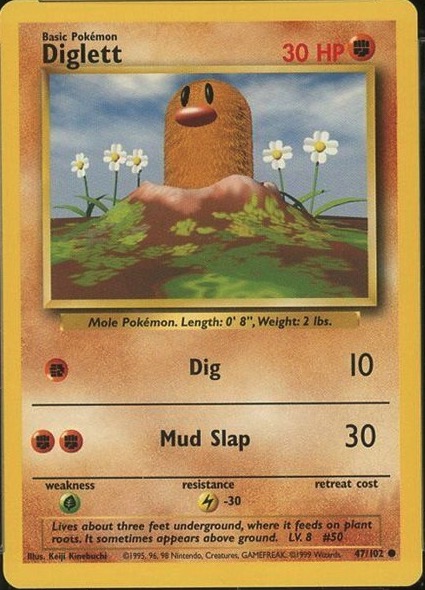 Basic Pokémon
Diglett 30 HP
Mole Pokémon. Length: 0' 8", Weight: 2 lbs.
Dig 10
Mud Slap 30
weakness resistance retreat cost
-30
Lives about three feet underground, where it feeds on plant
roots. It sometimes appears above ground. LV. 8 #50
Illus. Keiji Kinebuchi ©1995, 96, 98 Nintendo, Creatures, GAMEFREAK. ©1999 Wizards. 47/102